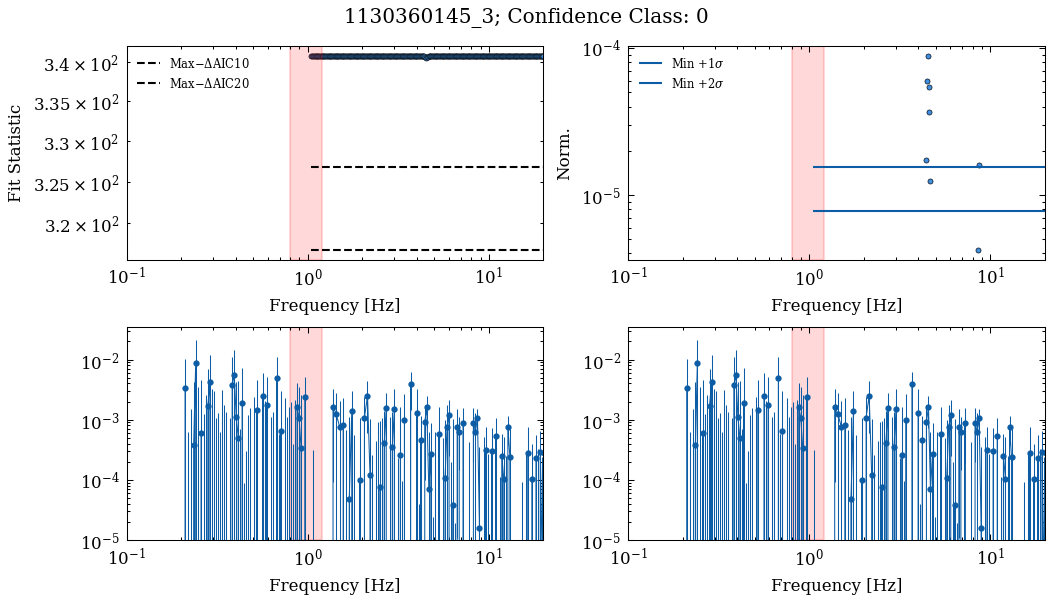 1130360145_3; Confidence Class: 0
Fit Statistic
3.4 × 10²
3.35 × 10²
3.3 × 10²
3.25 × 10²
3.2 × 10²
Max−ΔAIC10
Max−ΔAIC20
10⁻¹ 10⁰ 10¹
Frequency [Hz]
Norm.
10⁻⁴
10⁻⁵
Min +1σ
Min +2σ
10⁻¹ 10⁰ 10¹
Frequency [Hz]
10⁻²
10⁻³
10⁻⁴
10⁻⁵
10⁻¹ 10⁰ 10¹
Frequency [Hz]
10⁻²
10⁻³
10⁻⁴
10⁻⁵
10⁻¹ 10⁰ 10¹
Frequency [Hz]